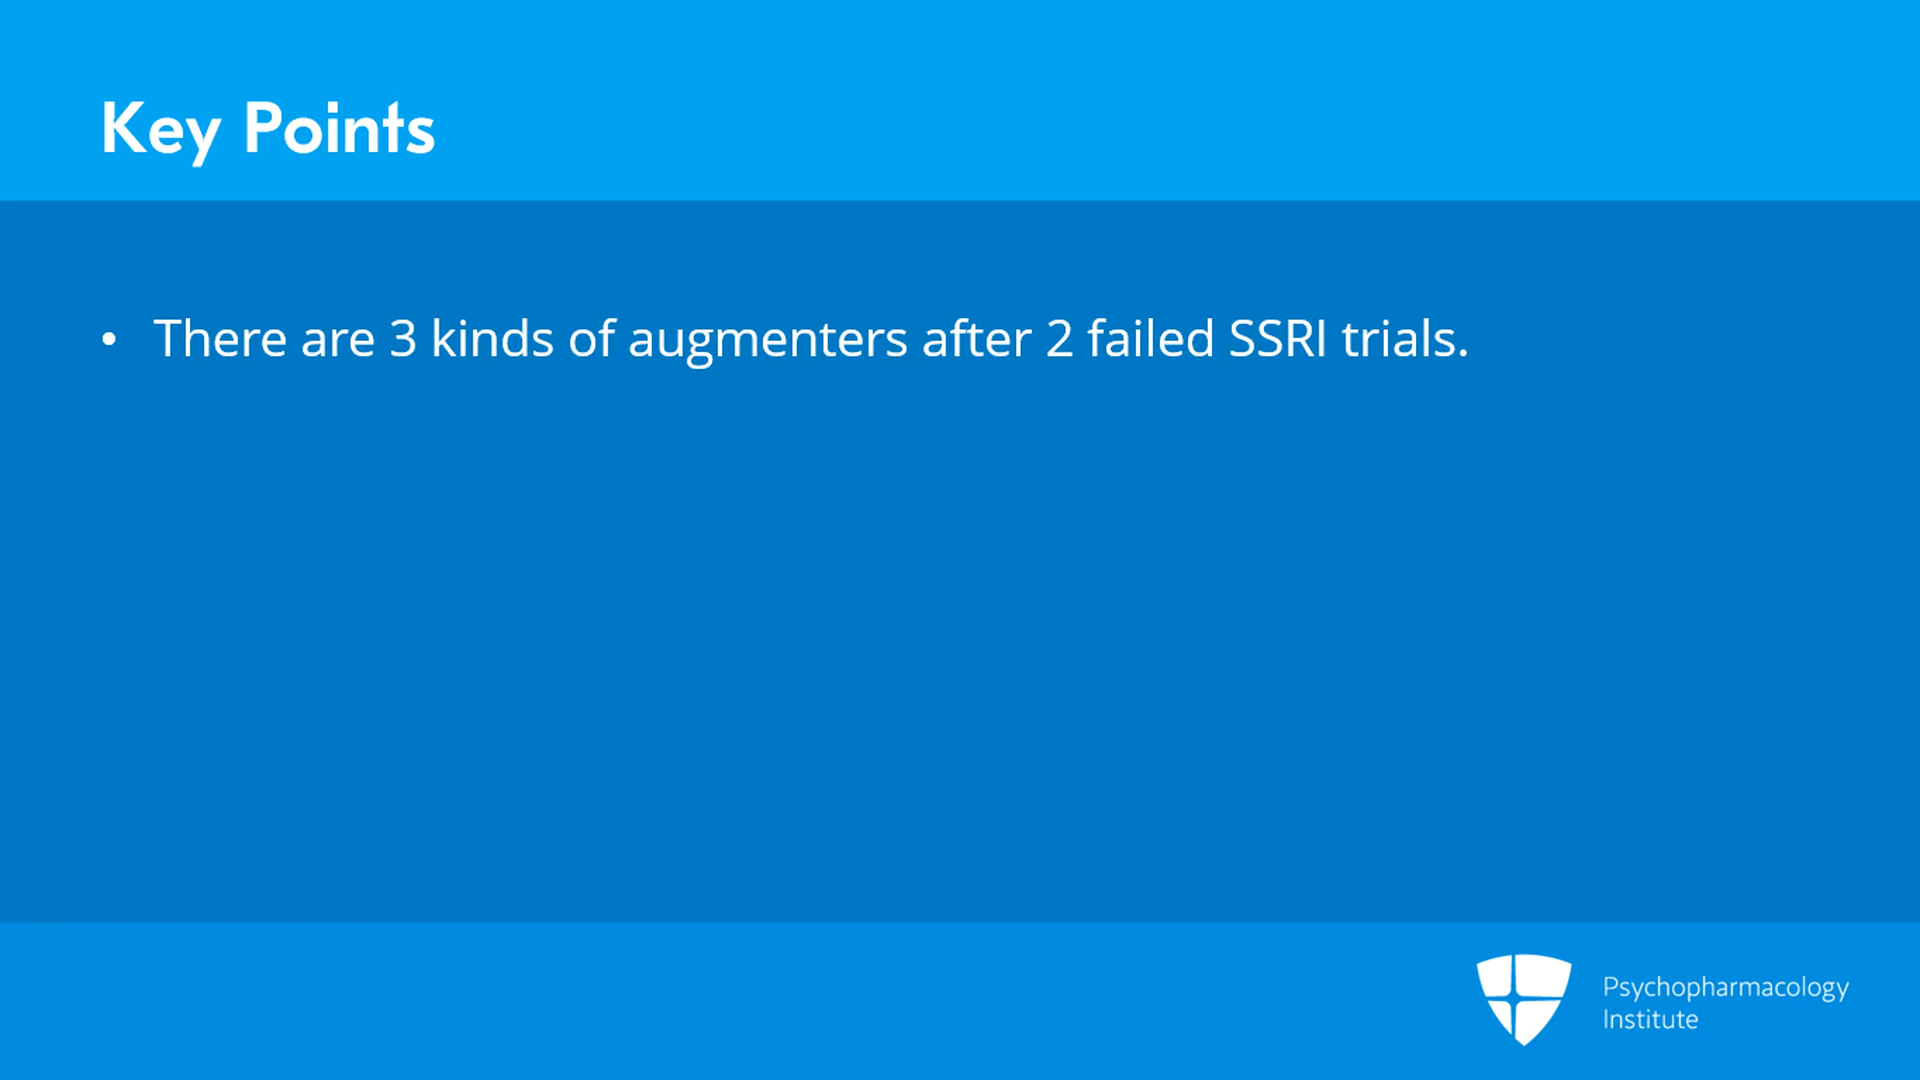 Key Points
• There are 3 kinds of augmenters after 2 failed SSRI trials.
Psychopharmacology
Institute